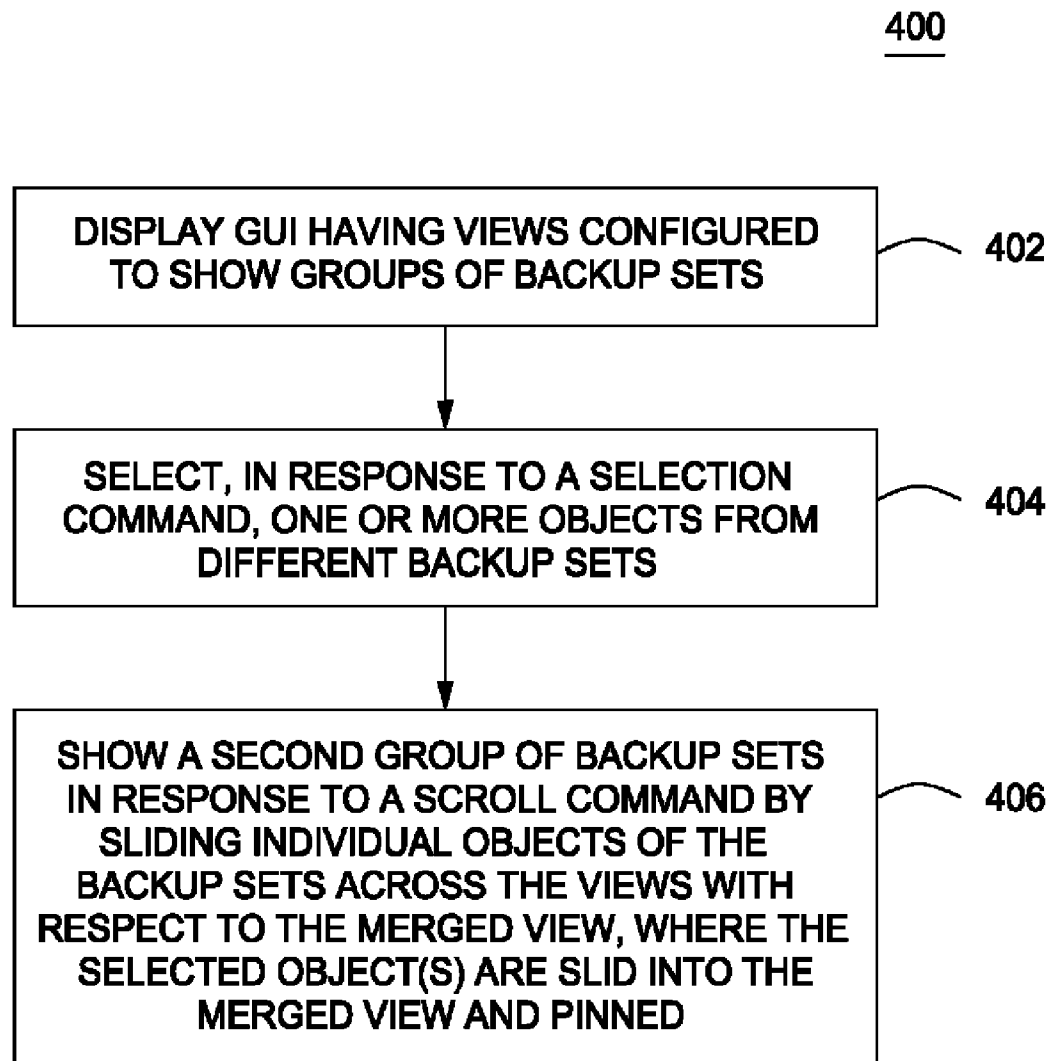 400
DISPLAY GUI HAVING VIEWS CONFIGURED
TO SHOW GROUPS OF BACKUP SETS
402
SELECT, IN RESPONSE TO A SELECTION
COMMAND, ONE OR MORE OBJECTS FROM
DIFFERENT BACKUP SETS
404
SHOW A SECOND GROUP OF BACKUP SETS
IN RESPONSE TO A SCROLL COMMAND BY
SLIDING INDIVIDUAL OBJECTS OF THE
BACKUP SETS ACROSS THE VIEWS WITH
RESPECT TO THE MERGED VIEW, WHERE THE
SELECTED OBJECT(S) ARE SLID INTO THE
MERGED VIEW AND PINNED
406